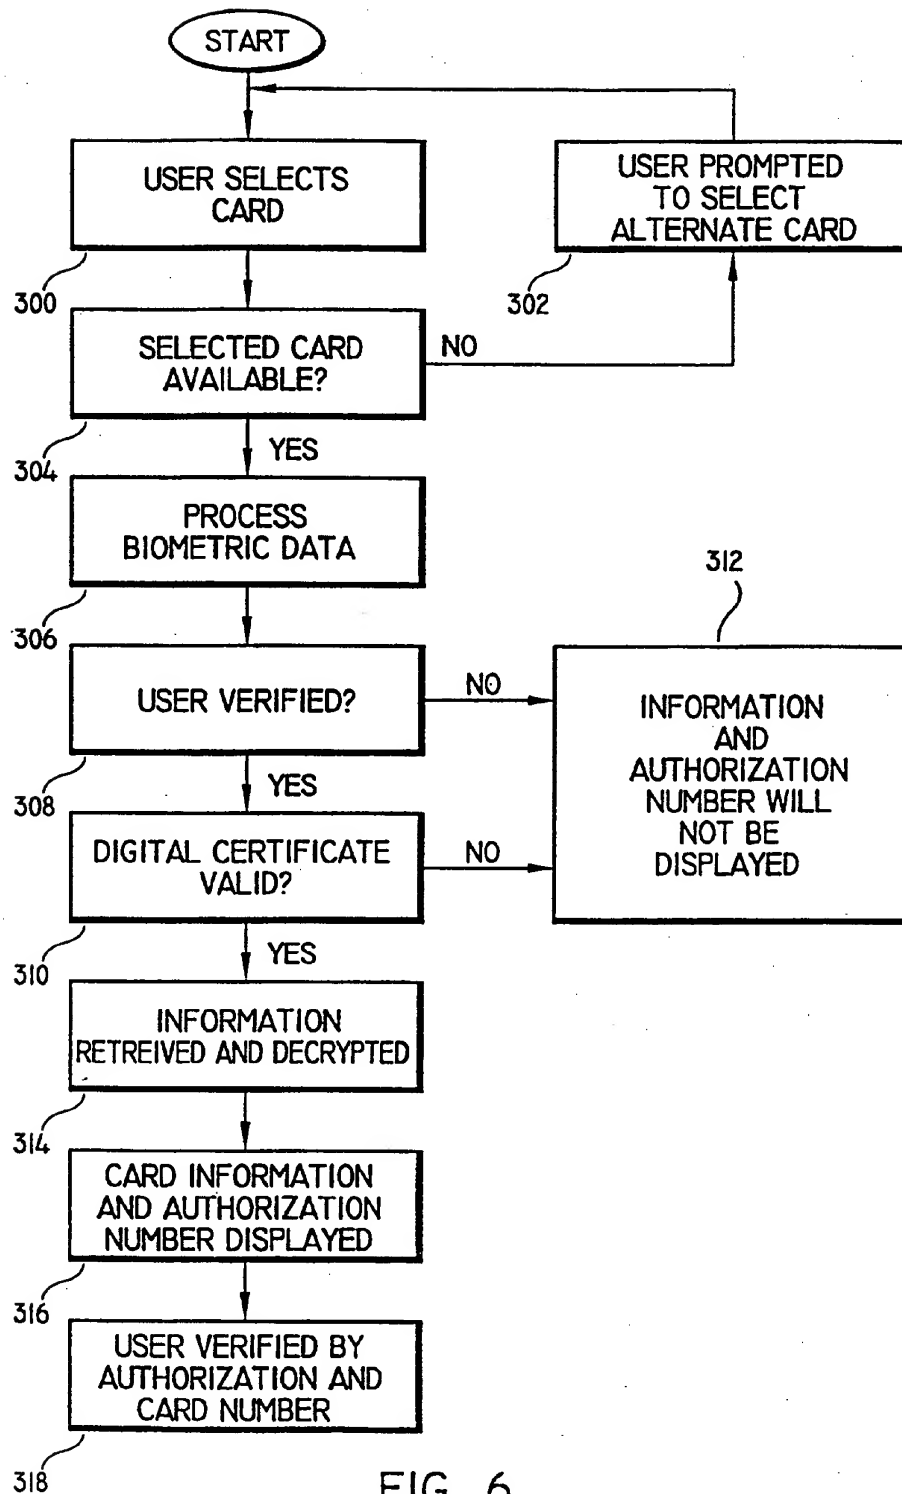 START
USER SELECTS
CARD
300
USER PROMPTED
TO SELECT
ALTERNATE CARD
302
SELECTED CARD
AVAILABLE?
NO
304
YES
PROCESS
BIOMETRIC DATA
306
312
USER VERIFIED?
NO
308
YES
INFORMATION
AND
AUTHORIZATION
NUMBER WILL
NOT BE
DISPLAYED
DIGITAL CERTIFICATE
VALID?
NO
310
YES
INFORMATION
RETREIVED AND DECRYPTED
314
CARD INFORMATION
AND AUTHORIZATION
NUMBER DISPLAYED
316
USER VERIFIED BY
AUTHORIZATION AND
CARD NUMBER
318
FIG. 6